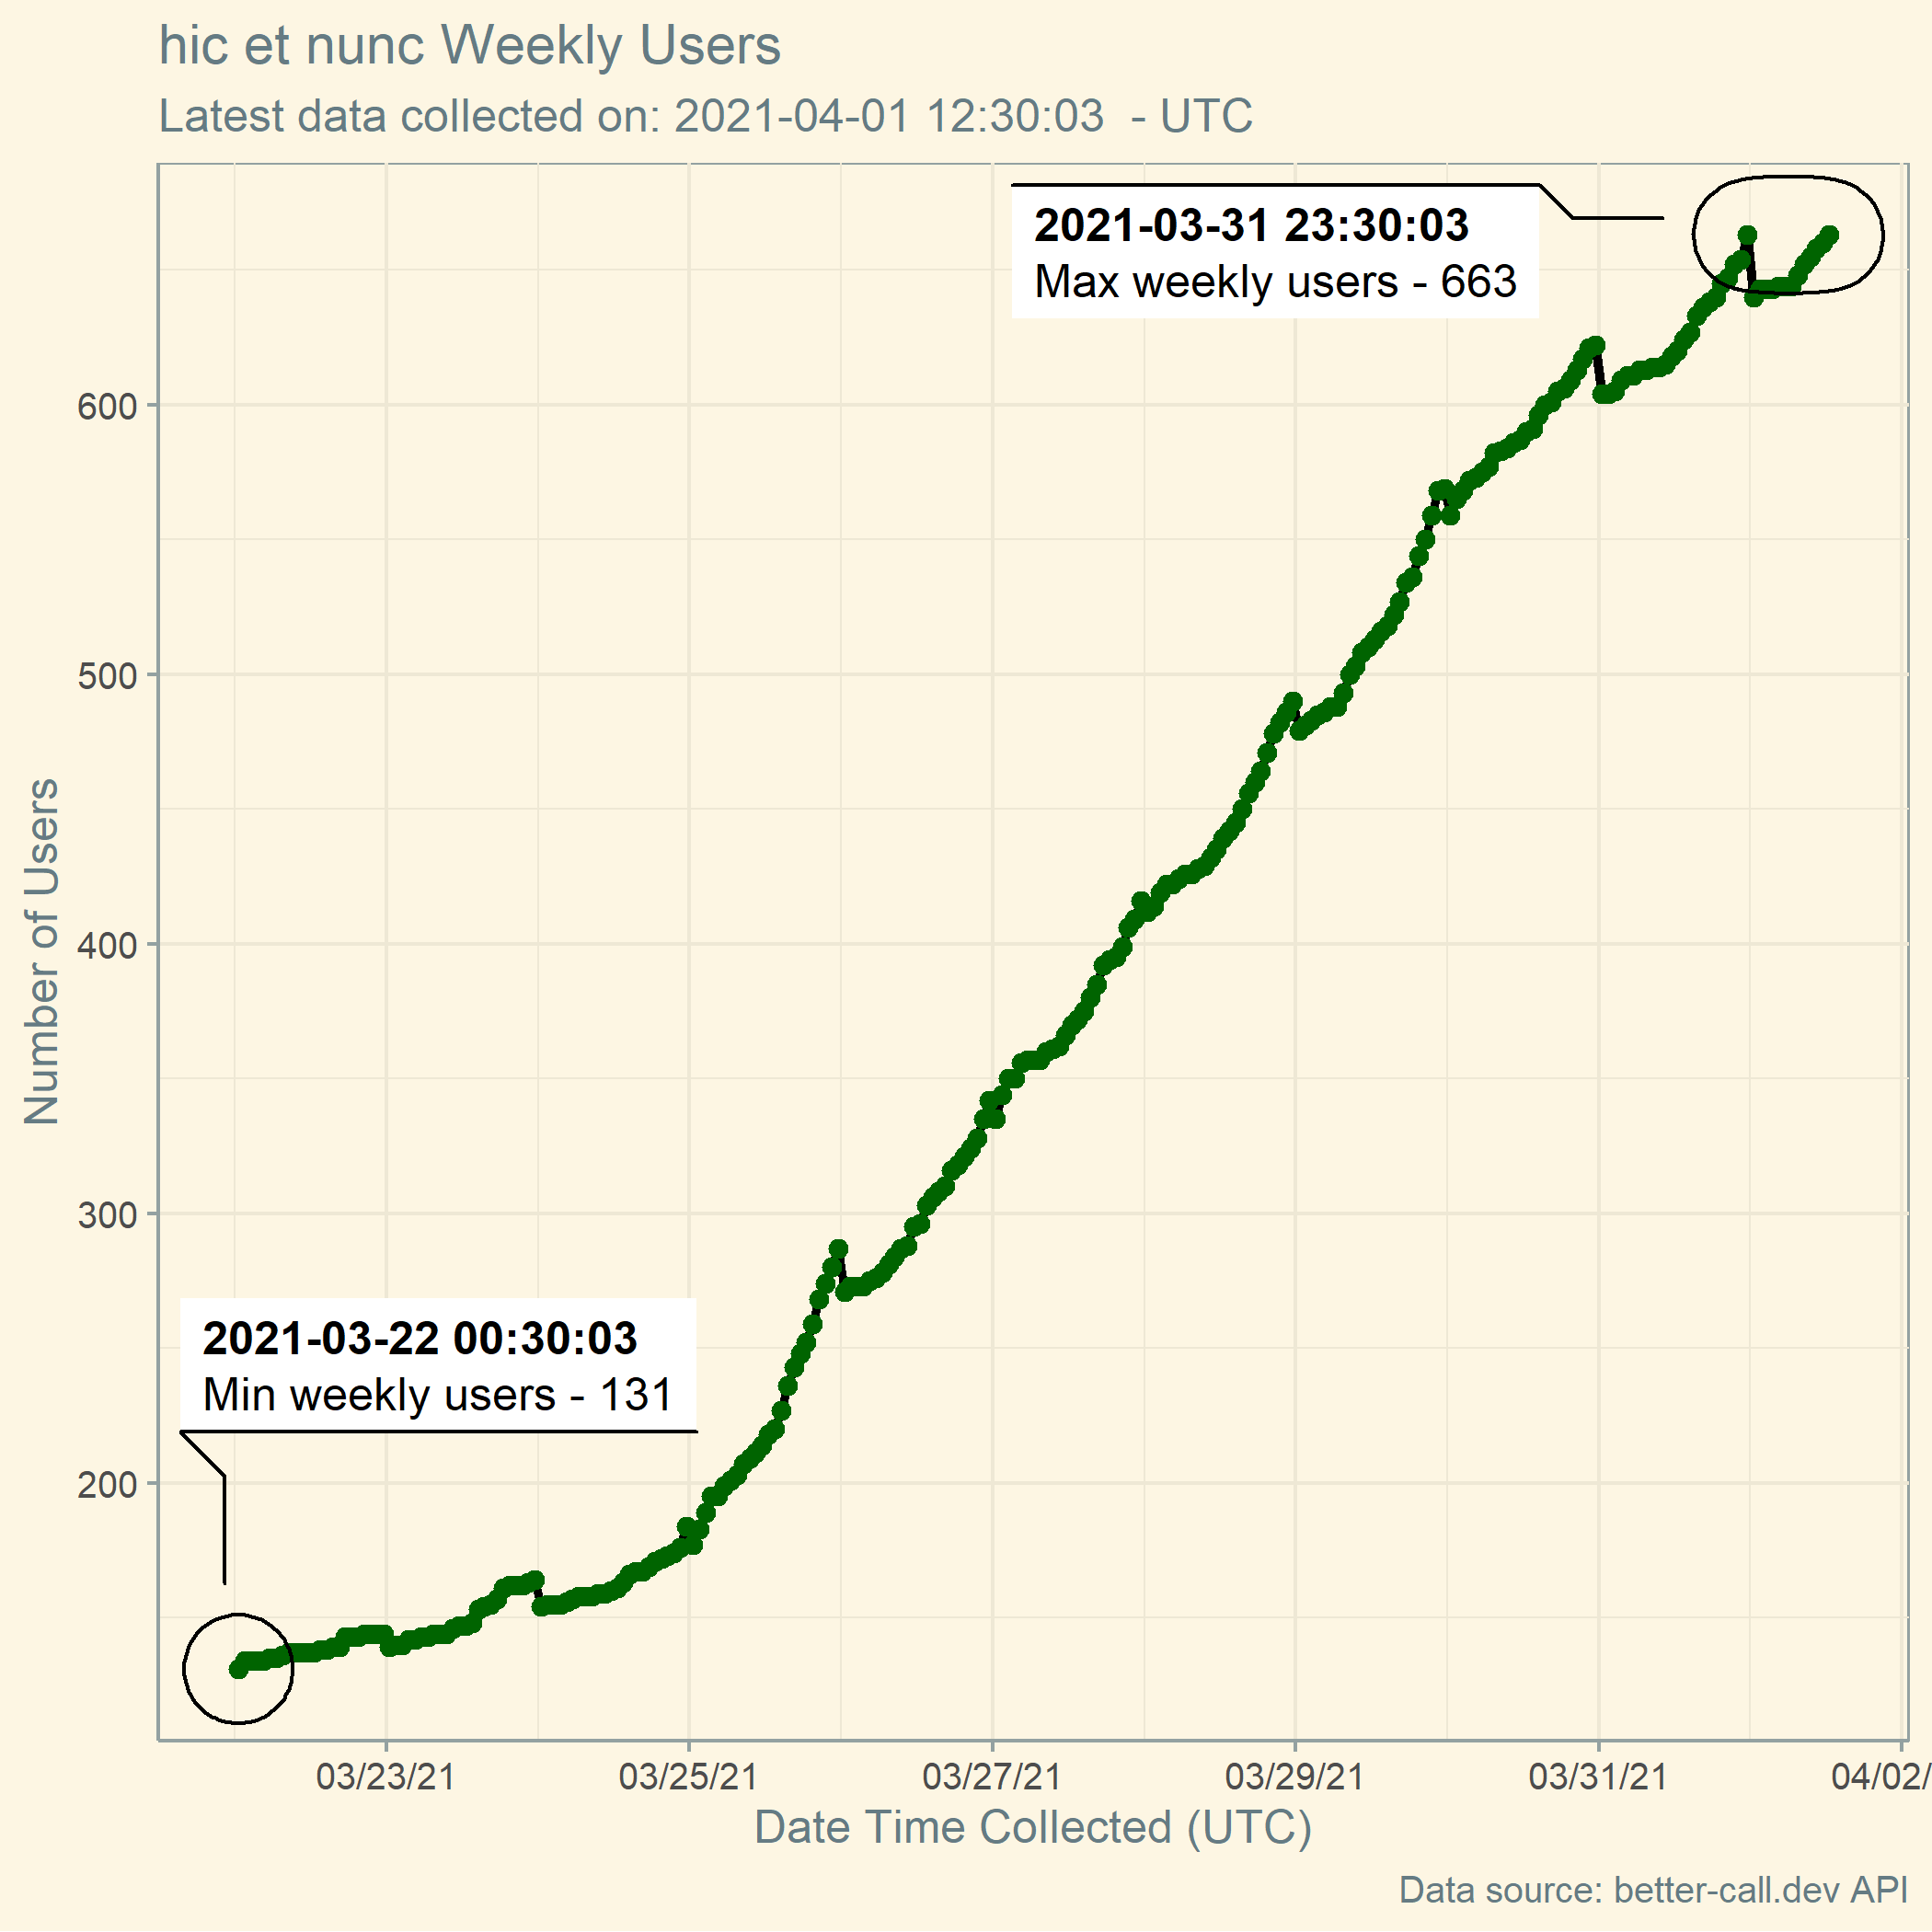 hic et nunc Weekly Users
Latest data collected on: 2021-04-01 12:30:03  - UTC
2021-03-31 23:30:03
Max weekly users - 663
600
500
400
300
200
Number of Users
2021-03-22 00:30:03
Min weekly users - 131
03/23/21 03/25/21 03/27/21 03/29/21 03/31/21 04/02/
Date Time Collected (UTC)
Data source: better-call.dev API